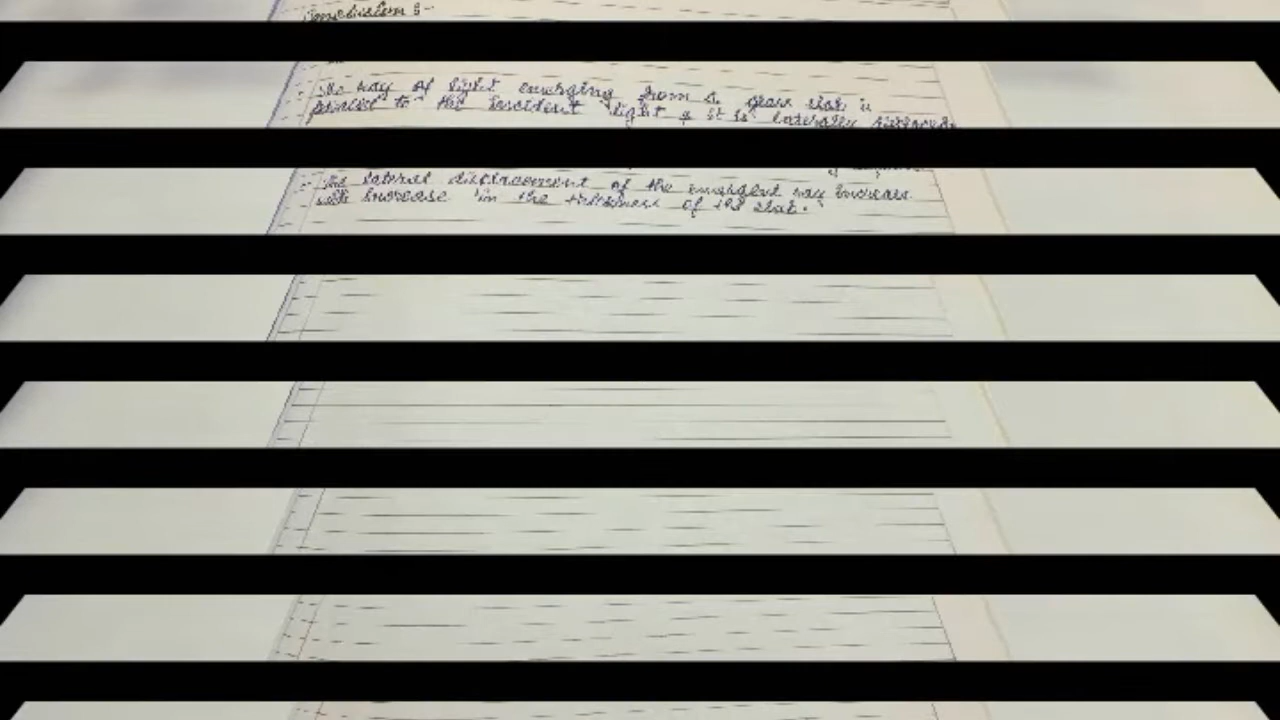 Conclusion :-
The ray of light emerging from a glass slab is
parallel to the incident light & it is laterally
The lateral displacement of the emergent ray increases
with increase in the thickness of the slab.